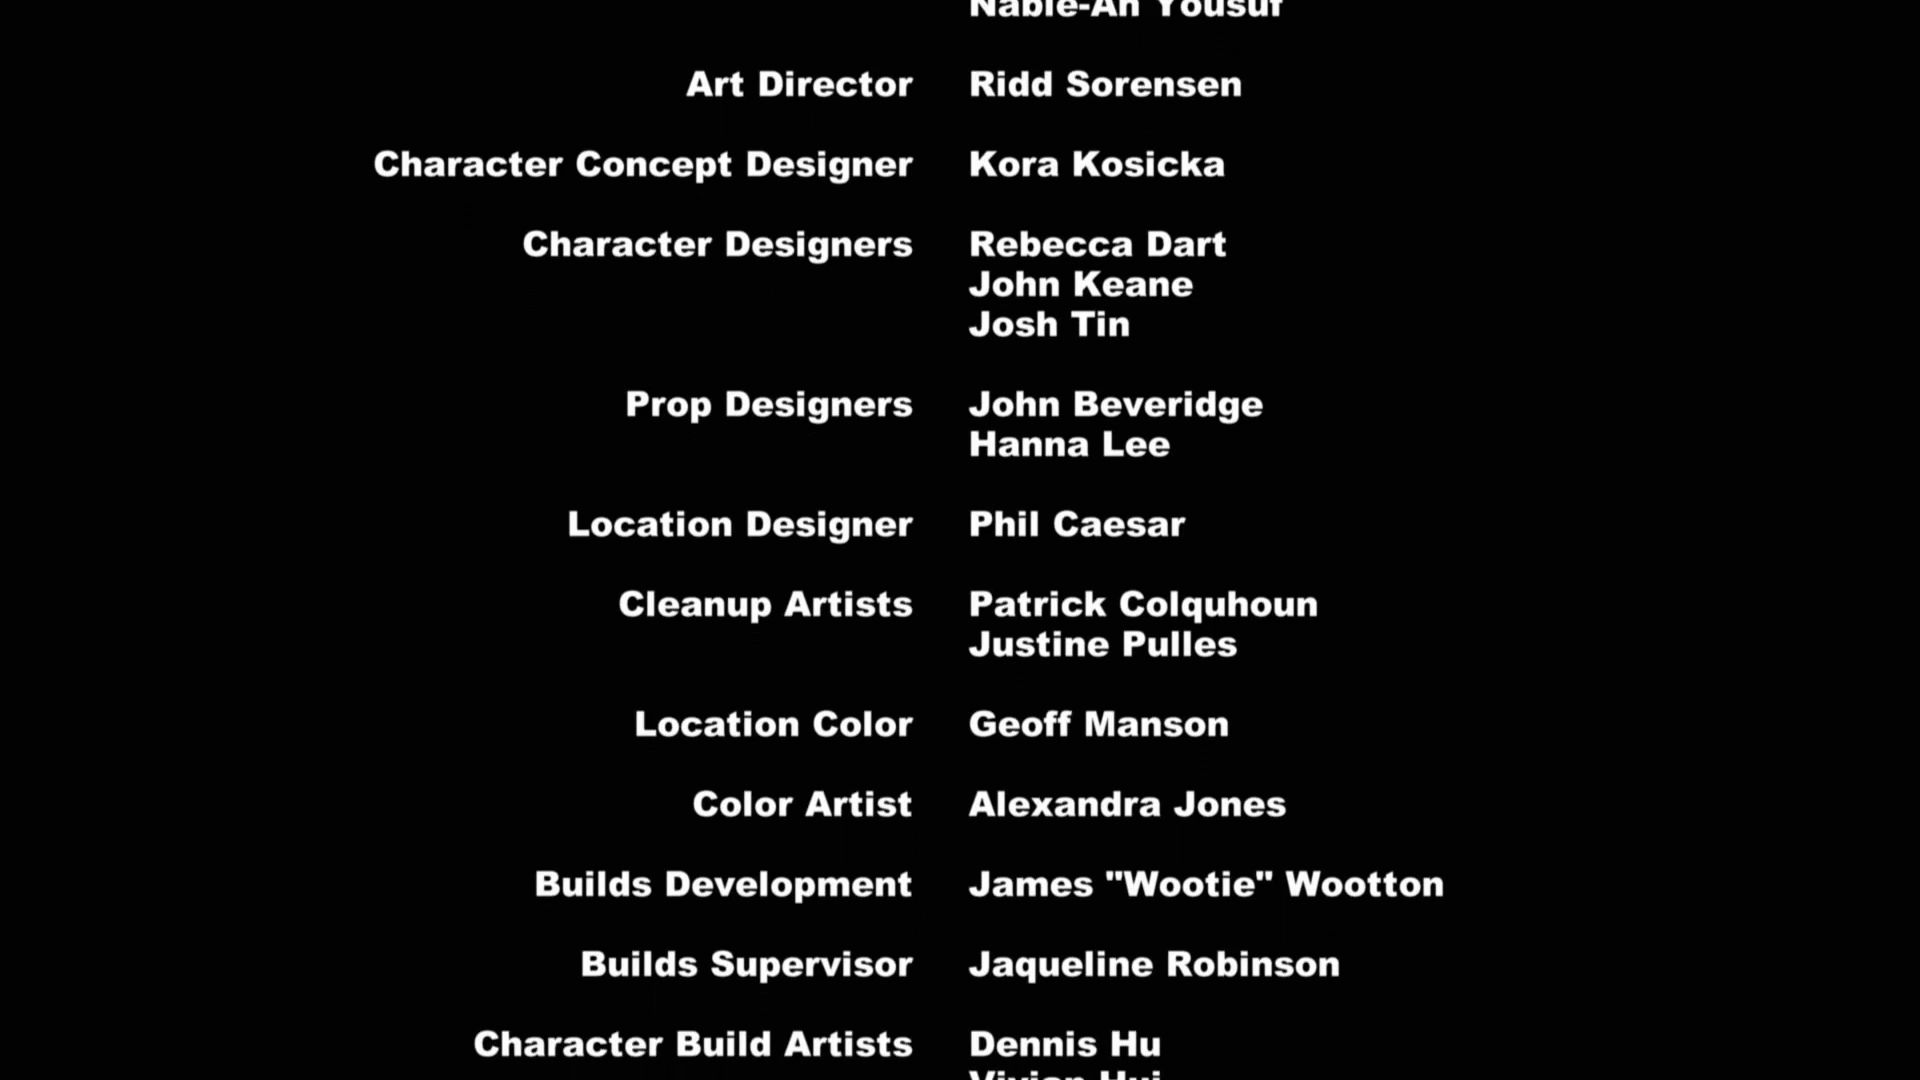 Yousuf
Art Director Ridd Sorensen
Character Concept Designer Kora Kosicka
Character Designers Rebecca Dart
John Keane
Josh Tin
Prop Designers John Beveridge
Hanna Lee
Location Designer Phil Caesar
Cleanup Artists Patrick Colquhoun
Justine Pulles
Location Color Geoff Manson
Color Artist Alexandra Jones
Builds Development James "Wootie" Wootton
Builds Supervisor Jaqueline Robinson
Character Build Artists Dennis Hu